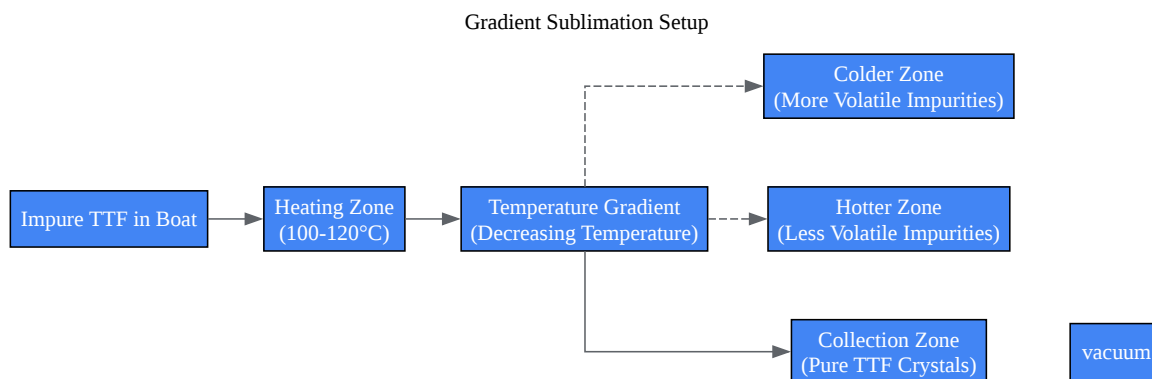 Gradient Sublimation Setup
Colder Zone
(More Volatile Impurities)
Impure TTF in Boat
Heating Zone
(100-120°C)
Temperature Gradient
(Decreasing Temperature)
Hotter Zone
(Less Volatile Impurities)
Collection Zone
(Pure TTF Crystals)
vacuum